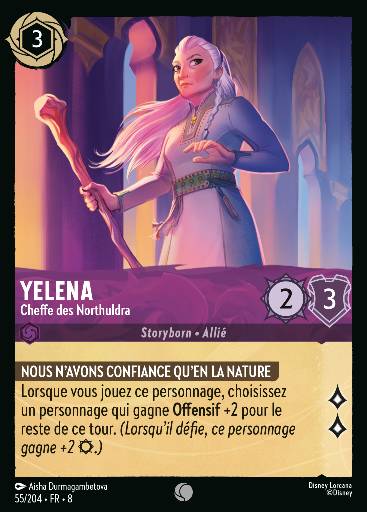 3
YELENA
Cheffe des Northuldra
2
3
Storyborn • Allié
NOUS N'AVONS CONFIANCE QU'EN LA NATURE
Lorsque vous jouez ce personnage, choisissez
un personnage qui gagne Offensif +2 pour le
reste de ce tour. (Lorsqu'il défie, ce personnage
gagne +2 .)
Aisha Durmagambetova
Disney Lorcana
55/204 • FR • 8
©Disney